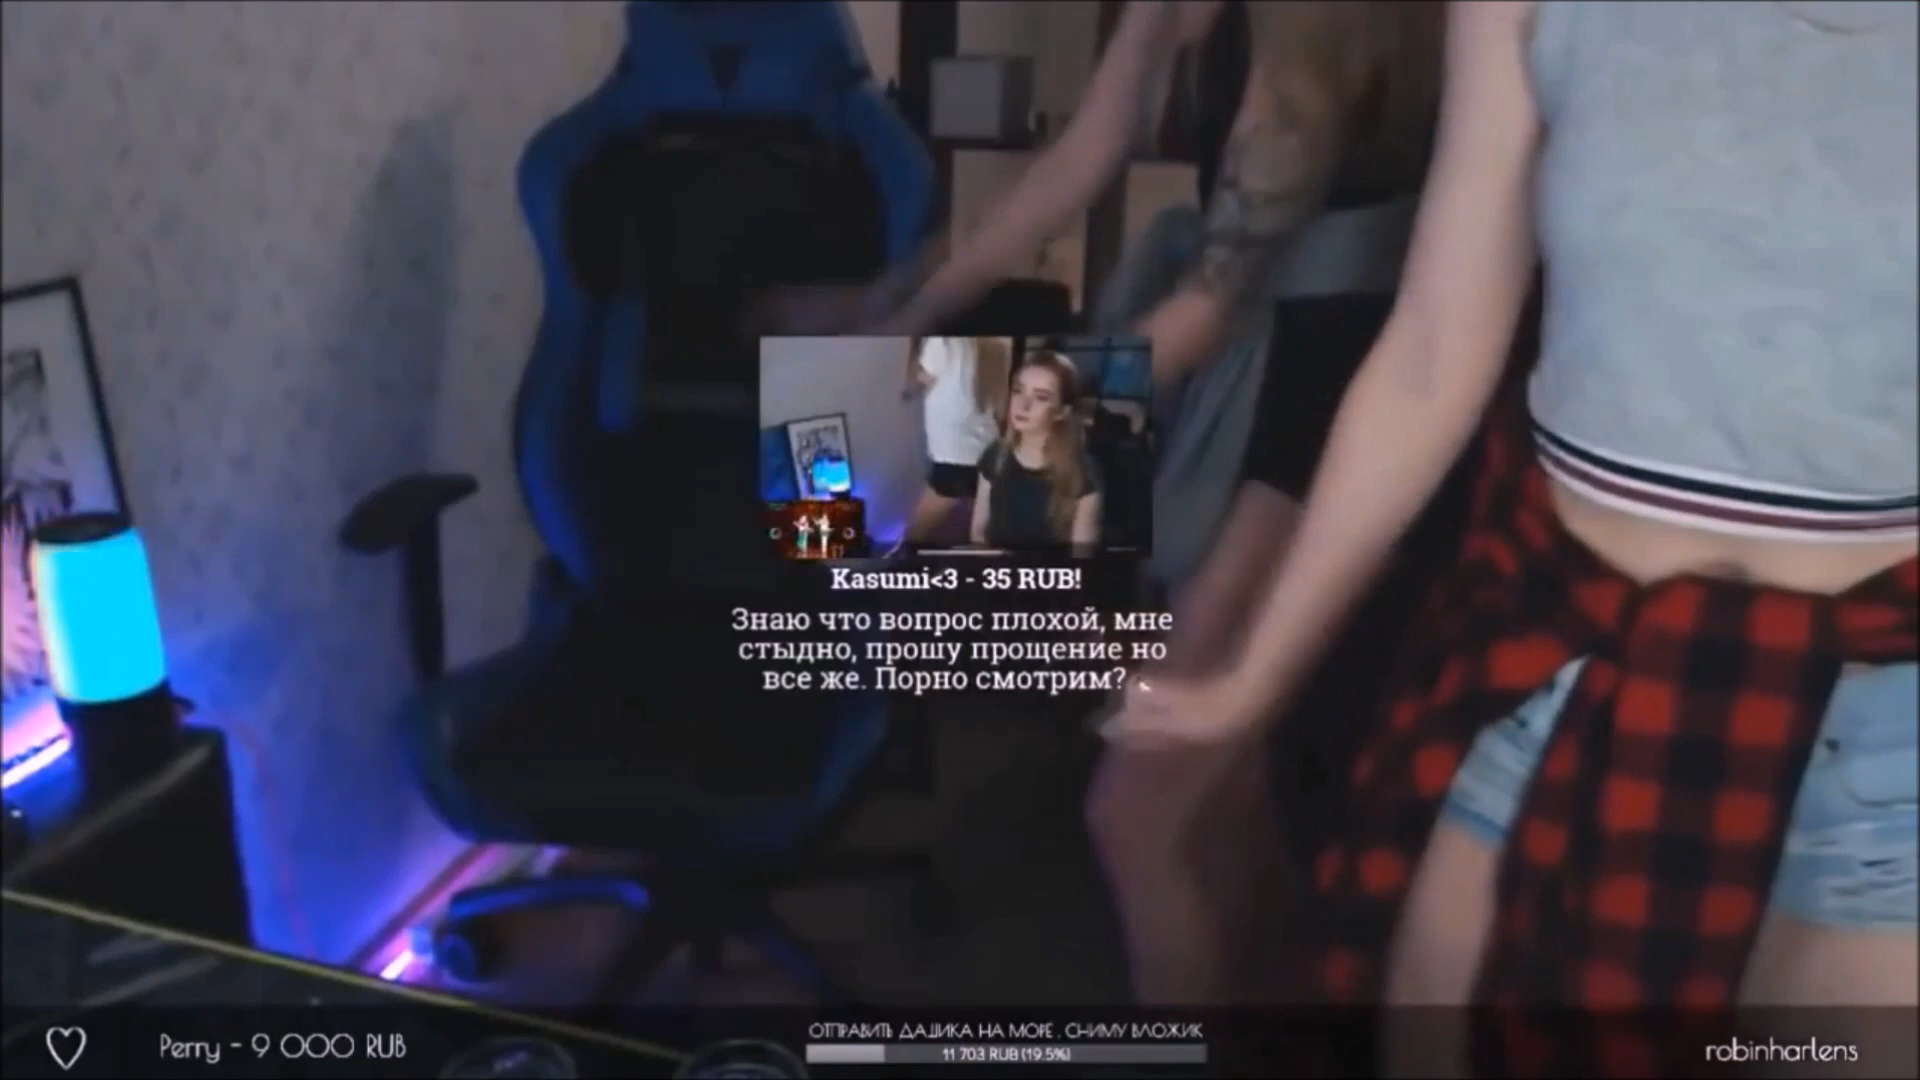 Kasumi<3 - 35 RUB!
Знаю что вопрос плохой, мне
стыдно, прошу прощение но
все же. Порно смотрим?
Perry - 9 000 RUB
ОТПРАВИТЬ ДАШИКА НА МОРЕ . СНИМУ ВЛОЖИК
11 703 RUB (19.5%)
robinharlens